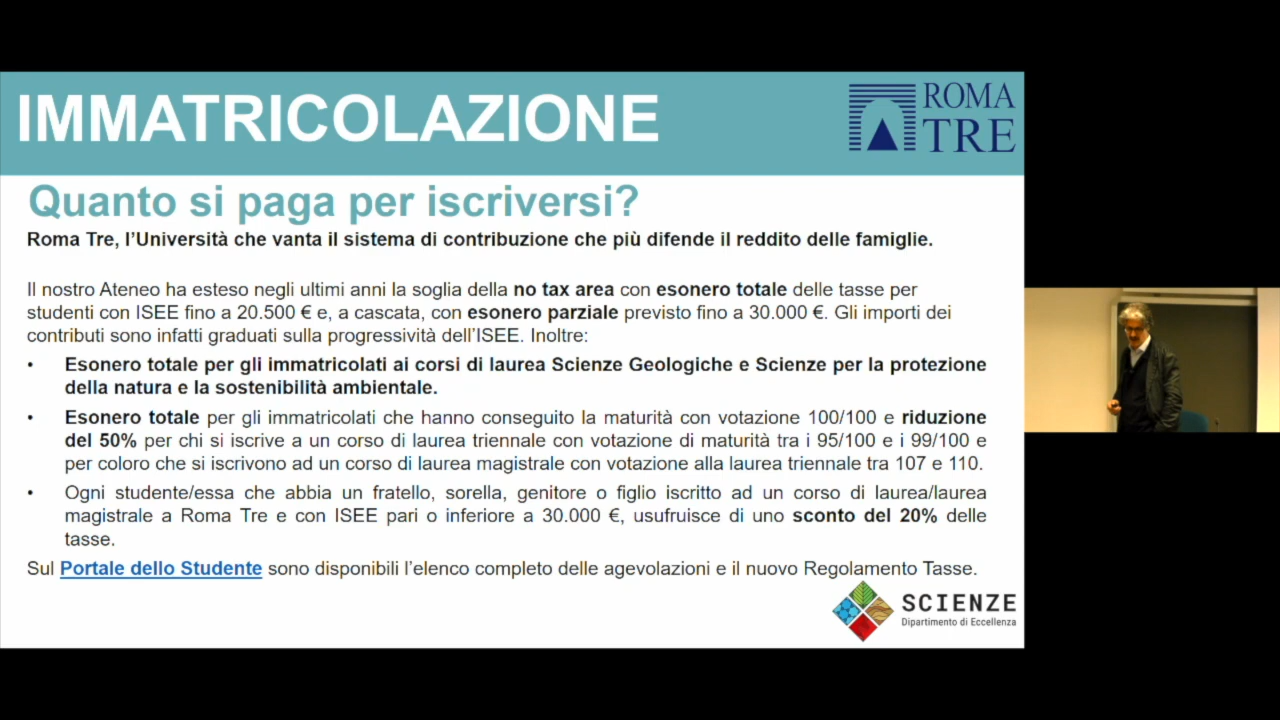 IMMATRICOLAZIONE
ROMA
TRE
Quanto si paga per iscriversi?
Roma Tre, l'Università che vanta il sistema di contribuzione che più difende il reddito delle famiglie.
Il nostro Ateneo ha esteso negli ultimi anni la soglia della no tax area con esonero totale delle tasse per
studenti con ISEE fino a 20.500 € e, a cascata, con esonero parziale previsto fino a 30.000 €. Gli importi dei
contributi sono infatti graduati sulla progressività dell'ISEE. Inoltre:
• Esonero totale per gli immatricolati ai corsi di laurea Scienze Geologiche e Scienze per la protezione
della natura e la sostenibilità ambientale.
• Esonero totale per gli immatricolati che hanno conseguito la maturità con votazione 100/100 e riduzione
del 50% per chi si iscrive a un corso di laurea triennale con votazione di maturità tra i 95/100 e i 99/100 e
per coloro che si iscrivono ad un corso di laurea magistrale con votazione alla laurea triennale tra 107 e 110.
• Ogni studente/essa che abbia un fratello, sorella, genitore o figlio iscritto ad un corso di laurea/laurea
magistrale a Roma Tre e con ISEE pari o inferiore a 30.000 €, usufruisce di uno sconto del 20% delle
tasse.
Sul Portale dello Studente sono disponibili l'elenco completo delle agevolazioni e il nuovo Regolamento Tasse.
SCIENZE
Dipartimento di Eccellenza